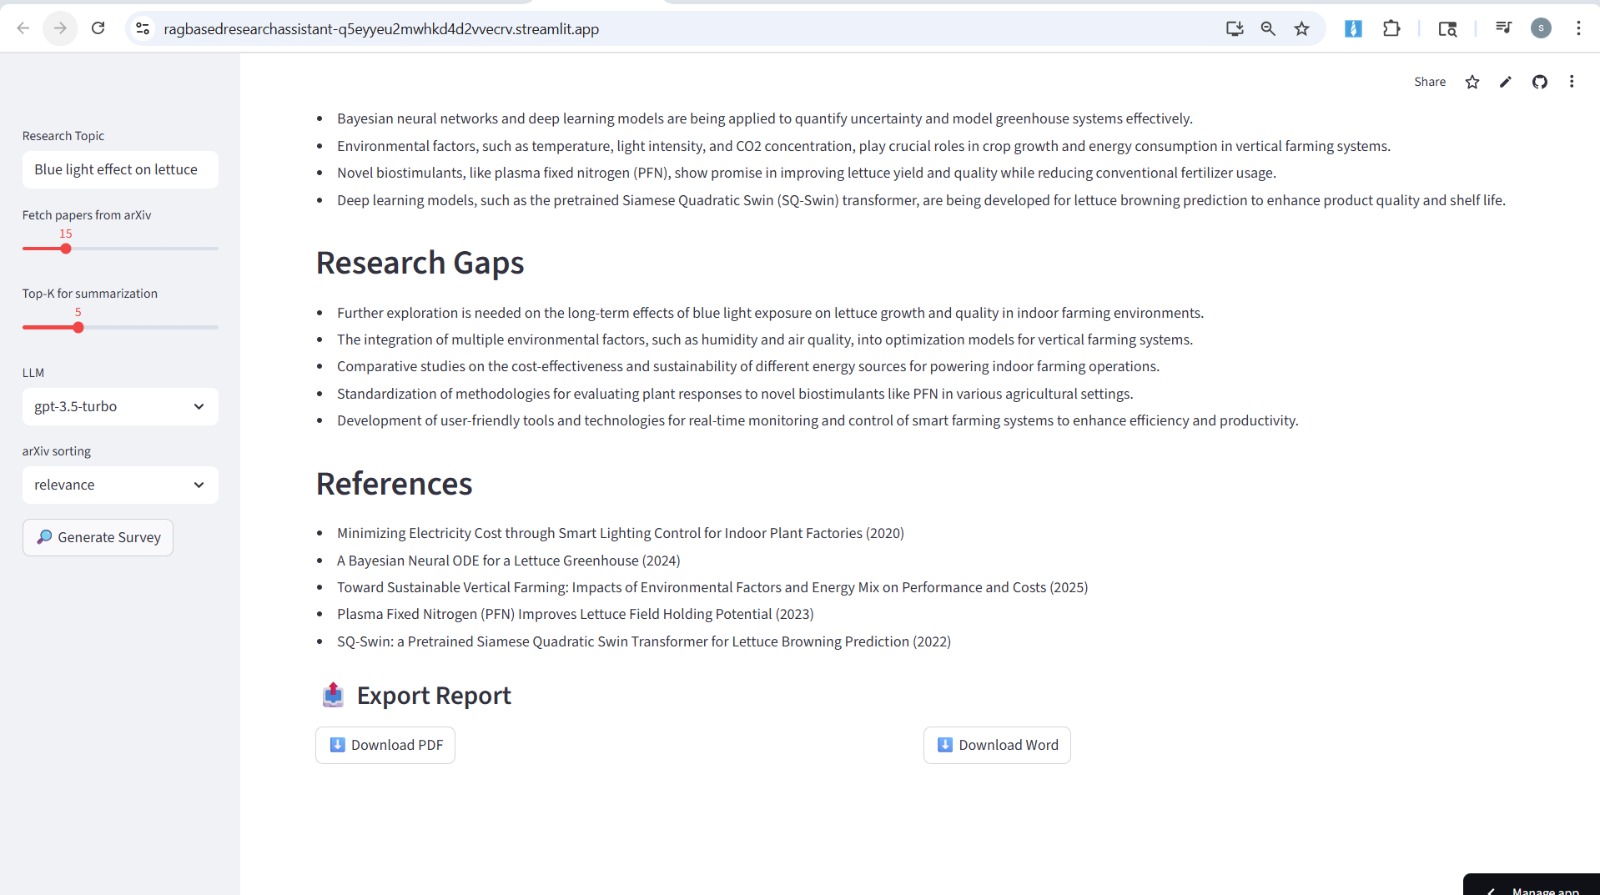 ragbasedresearchassistant-q5eyyeu2mwhkd4d2vvecrv.streamlit.app
S
Share
Research Topic
Blue light effect on lettuce
Fetch papers from arXiv
15
Top-K for summarization
5
LLM
gpt-3.5-turbo
arXiv sorting
relevance
Generate Survey
Bayesian neural networks and deep learning models are being applied to quantify uncertainty and model greenhouse systems effectively.
Environmental factors, such as temperature, light intensity, and CO2 concentration, play crucial roles in crop growth and energy consumption in vertical farming systems.
Novel biostimulants, like plasma fixed nitrogen (PFN), show promise in improving lettuce yield and quality while reducing conventional fertilizer usage.
Deep learning models, such as the pretrained Siamese Quadratic Swin (SQ-Swin) transformer, are being developed for lettuce browning prediction to enhance product quality and shelf life.
Research Gaps
Further exploration is needed on the long-term effects of blue light exposure on lettuce growth and quality in indoor farming environments.
The integration of multiple environmental factors, such as humidity and air quality, into optimization models for vertical farming systems.
Comparative studies on the cost-effectiveness and sustainability of different energy sources for powering indoor farming operations.
Standardization of methodologies for evaluating plant responses to novel biostimulants like PFN in various agricultural settings.
Development of user-friendly tools and technologies for real-time monitoring and control of smart farming systems to enhance efficiency and productivity.
References
Minimizing Electricity Cost through Smart Lighting Control for Indoor Plant Factories (2020)
A Bayesian Neural ODE for a Lettuce Greenhouse (2024)
Toward Sustainable Vertical Farming: Impacts of Environmental Factors and Energy Mix on Performance and Costs (2025)
Plasma Fixed Nitrogen (PFN) Improves Lettuce Field Holding Potential (2023)
SQ-Swin: a Pretrained Siamese Quadratic Swin Transformer for Lettuce Browning Prediction (2022)
Export Report
Download PDF
Download Word
Manage app